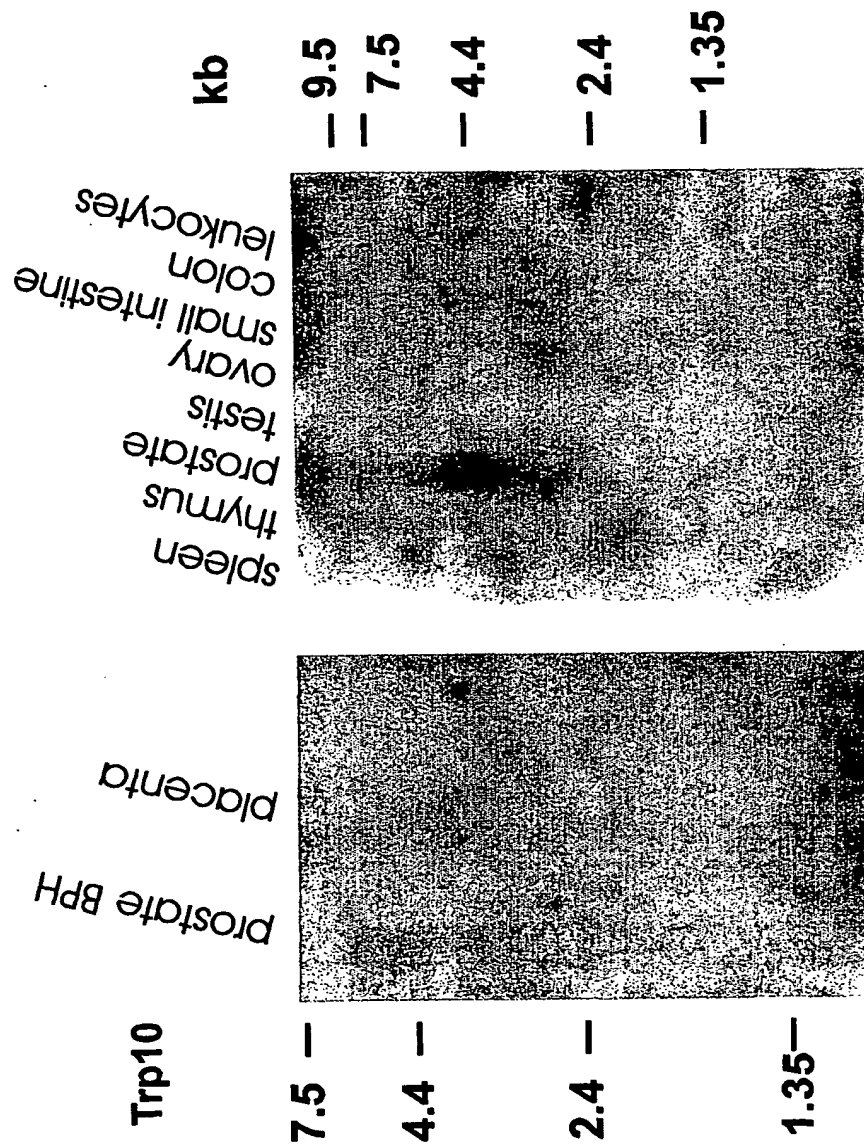 Trp10
prostate BPH
placenta
spleen
thymus
prostate
testis
ovary
small intestine
colon
leukocytes
kb
7.5 –
4.4 –
2.4 –
1.35–
– 9.5
– 7.5
– 4.4
– 2.4
– 1.35